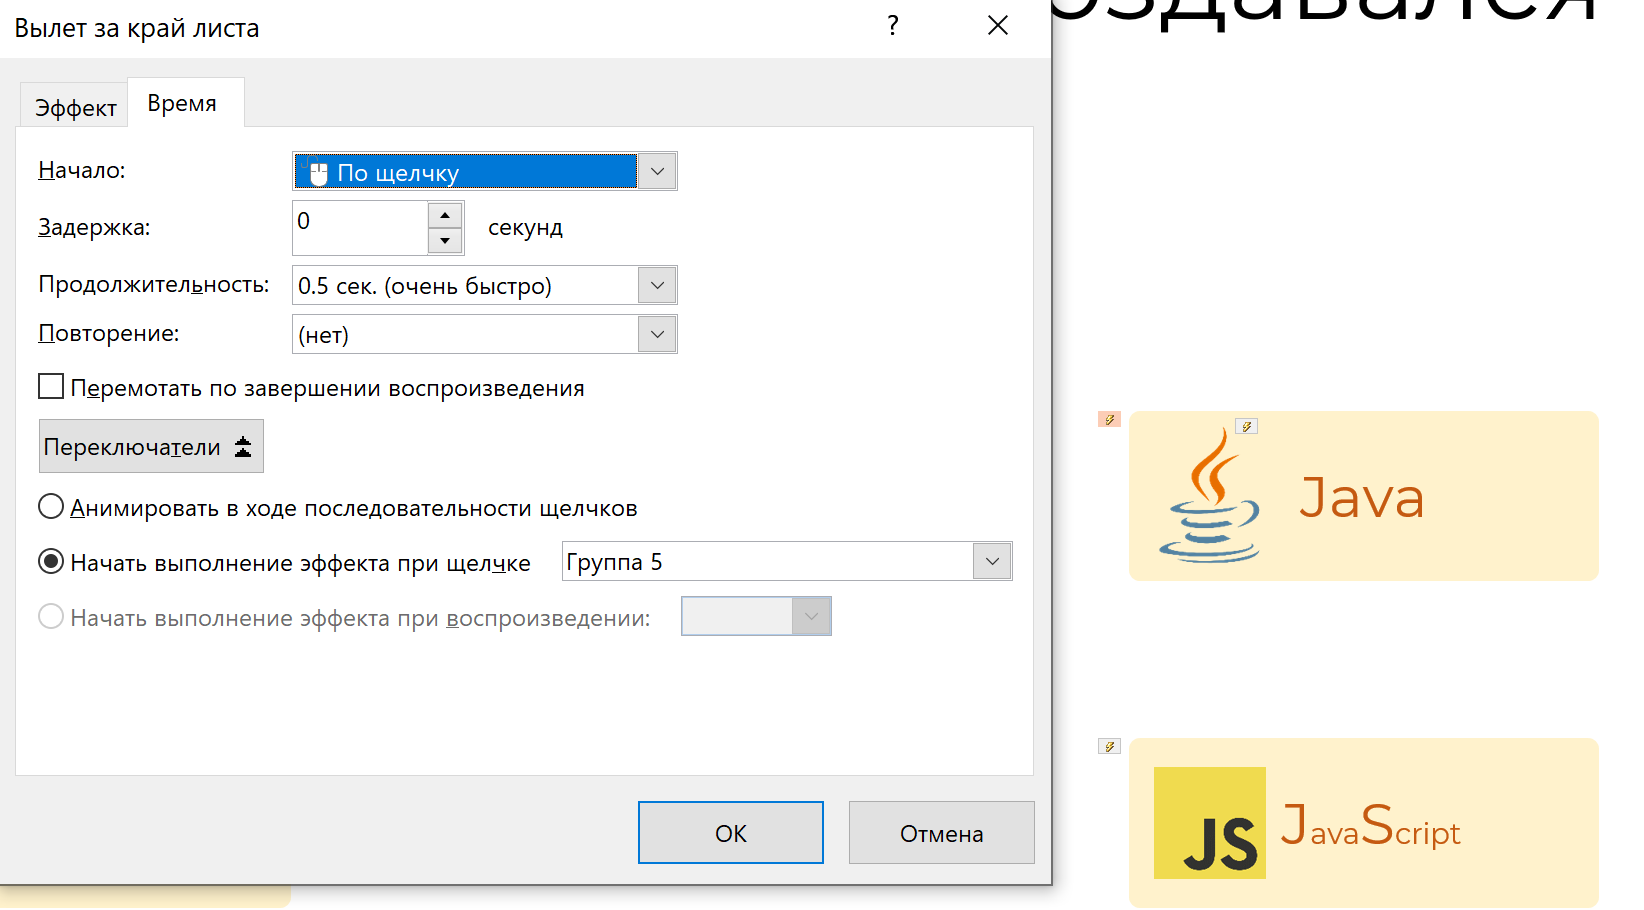 Вылет за край листа
?
Эффект
Время
Начало:
По щелчку
Задержка:
0
секунд
Продолжительность:
0.5 сек. (очень быстро)
Повторение:
(нет)
Перемотать по завершении воспроизведения
Переключатели
Анимировать в ходе последовательности щелчков
Начать выполнение эффекта при щелчке
Группа 5
Начать выполнение эффекта при воспроизведении:
ОК
Отмена
Java
JS
JavaScript